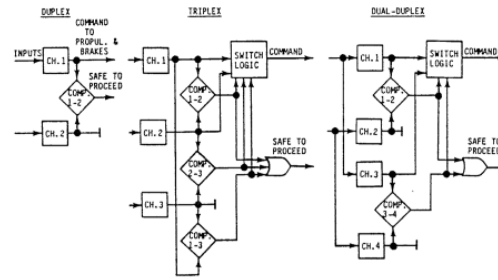 DUPLEX
COMMAND
TO
PROPUL. &
BRAKES
INPUTS
CH.1
SAFE TO
PROCEED
COMP.
1-2
CH.2
TRIPLEX
CH.1
SWITCH
LOGIC
COMMAND
COMP.
1-2
CH.2
SAFE TO
PROCEED
COMP.
2-3
CH.3
COMP.
1-3
DUAL-DUPLEX
CH.1
SWITCH
LOGIC
COMMAND
COMP.
1-2
CH.2
SAFE TO
PROCEED
CH.3
COMP.
3-4
CH.4